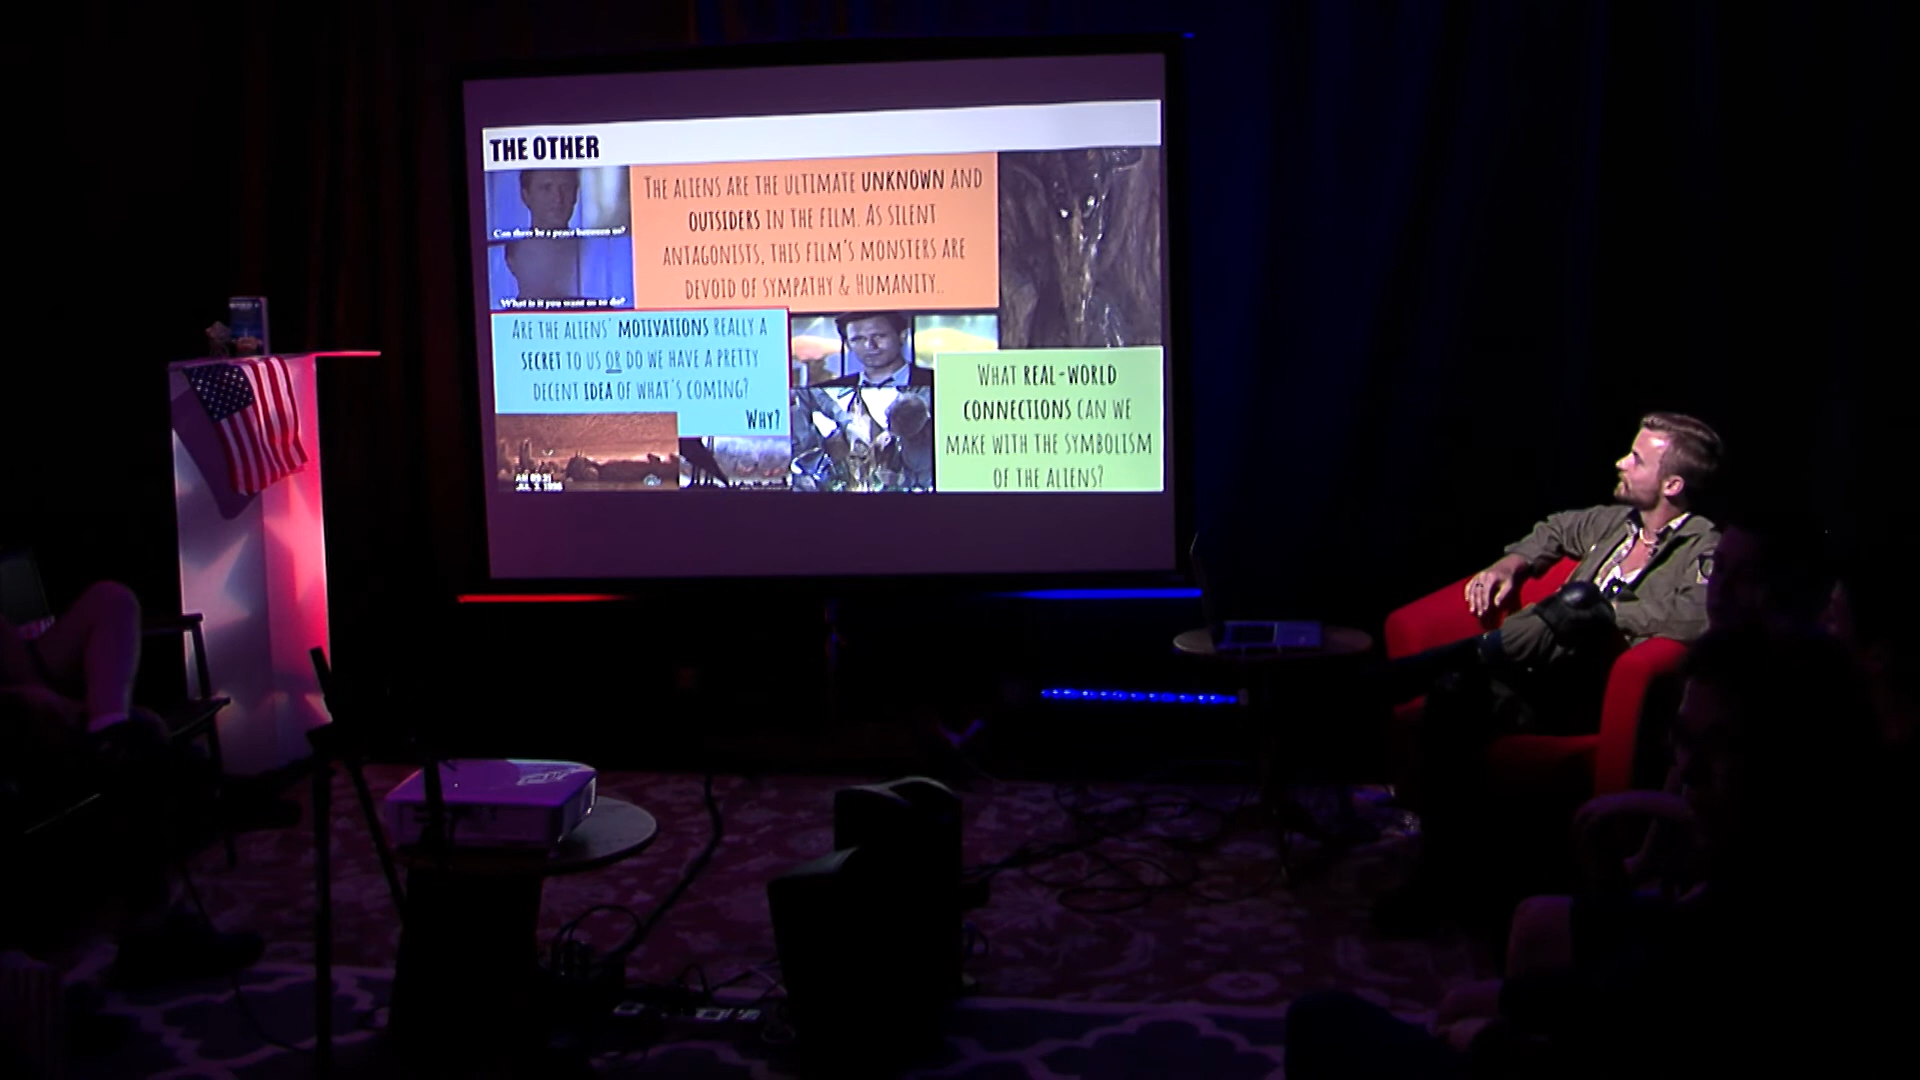 THE OTHER
Can there be a peace between us?
What is it you want us to do?
THE ALIENS ARE THE ULTIMATE UNKNOWN AND
OUTSIDERS IN THE FILM. AS SILENT
ANTAGONISTS, THIS FILM'S MONSTERS ARE
DEVOID OF SYMPATHY & HUMANITY..
ARE THE ALIENS' MOTIVATIONS REALLY A
SECRET TO US OR DO WE HAVE A PRETTY
DECENT IDEA OF WHAT'S COMING?
WHY?
WHAT REAL-WORLD
CONNECTIONS CAN WE
MAKE WITH THE SYMBOLISM
OF THE ALIENS?